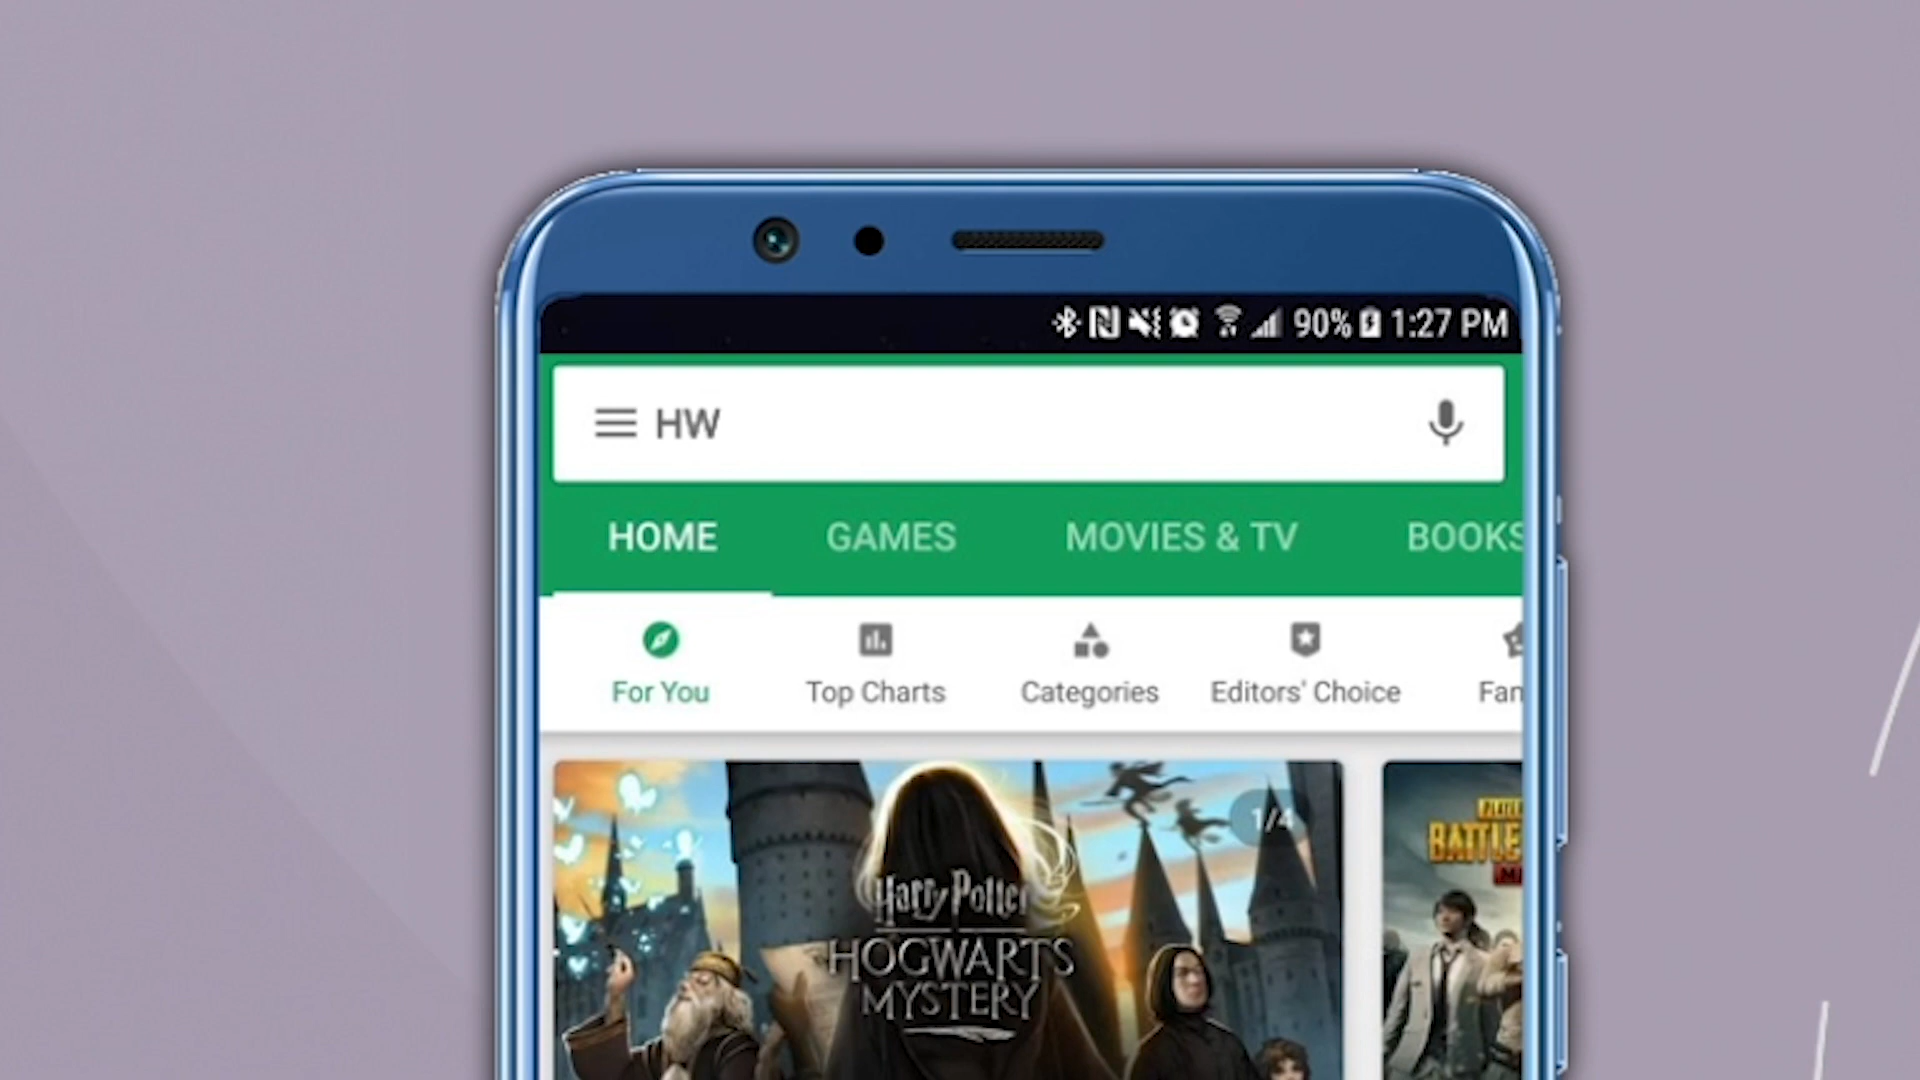 90% 1:27 PM
HW
HOME GAMES MOVIES & TV BOOKS
For You Top Charts Categories Editors' Choice Fan
1/4
Harry Potter
HOGWARTS
MYSTERY
BATTLE